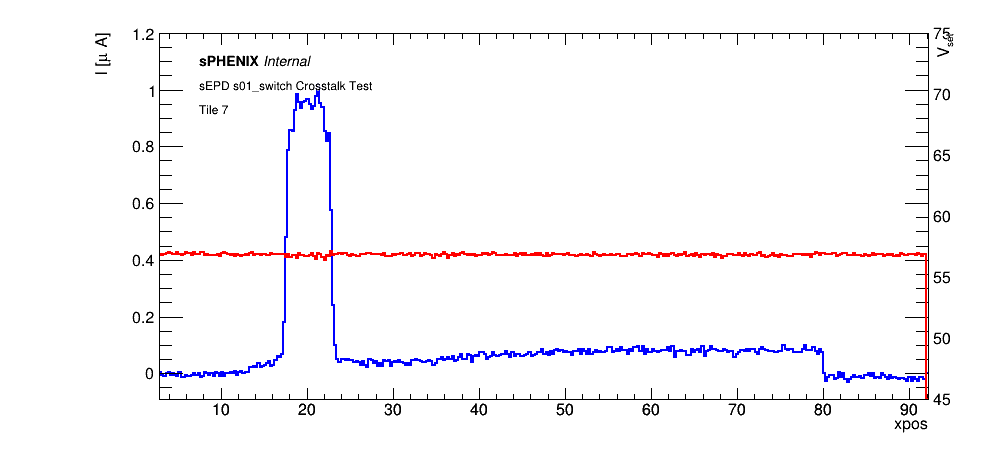 I [μ A]
1.2
1
0.8
0.6
0.4
0.2
0
sPHENIX Internal
sEPD s01_switch Crosstalk Test
Tile 7
75
70
65
60
55
50
45
V_set
10 20 30 40 50 60 70 80 90
xpos